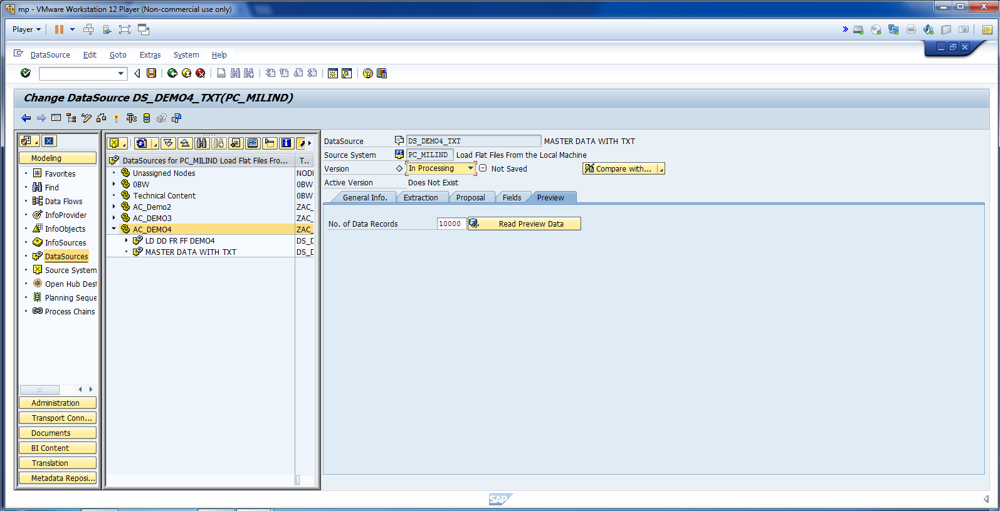 mp - VMware Workstation 12 Player (Non-commercial use only)
Player
DataSource Edit Goto Extras System Help
Change DataSource DS_DEMO4_TXT(PC_MILIND)
Modeling
Favorites
Find
Data Flows
InfoProvider
InfoObjects
InfoSources
DataSources
Source System
Open Hub Dest
Planning Seque
Process Chains
Administration
Transport Conn...
Documents
BI Content
Translation
Metadata Reposi...
DataSources for PC_MILIND Load Flat Files Fro... T..
Unassigned Nodes NODI
0BW 0BW
Technical Content 0BW
AC_Demo2 ZAC_
AC_DEMO3 ZAC_
AC_DEMO4 ZAC_
LD DD FR FF DEMO4 DS_D
MASTER DATA WITH TXT DS_D
DataSource DS_DEMO4_TXT MASTER DATA WITH TXT
Source System PC_MILIND Load Flat Files From the Local Machine
Version In Processing Not Saved Compare with...
Active Version Does Not Exist
General Info. Extraction Proposal Fields Preview
No. of Data Records 10000 Read Preview Data
SAP